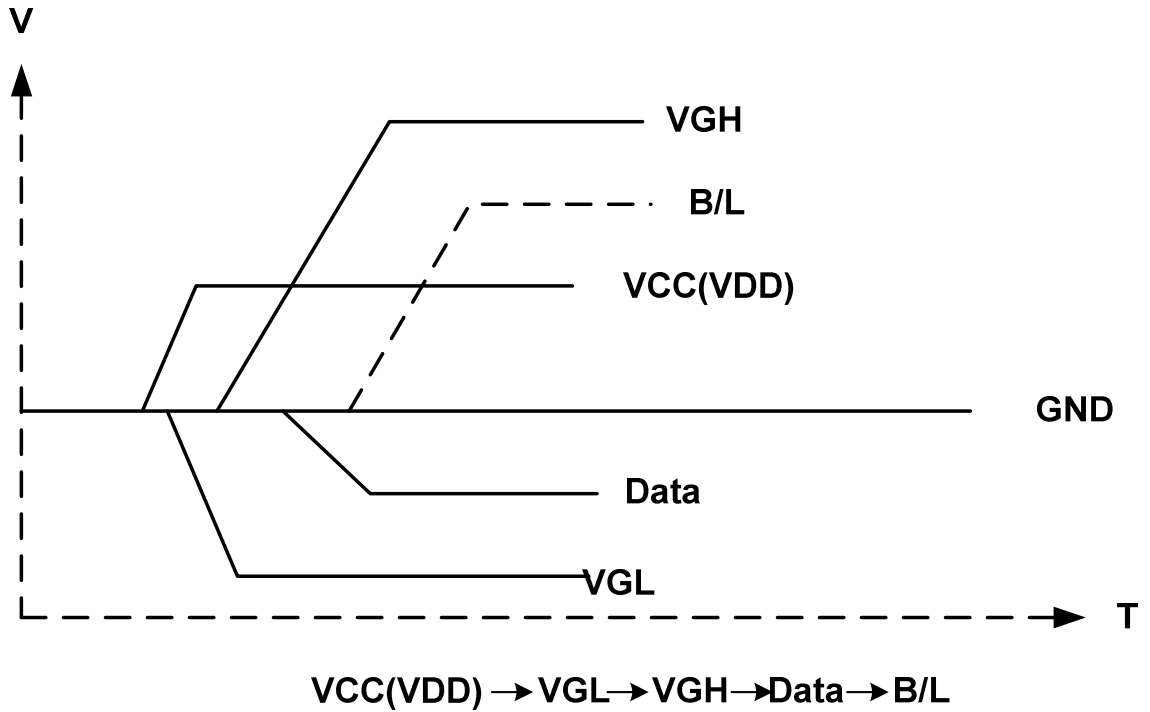 V
VGH
B/L
VCC(VDD)
GND
Data
VGL
T
VCC(VDD)→VGL→VGH→Data→B/L